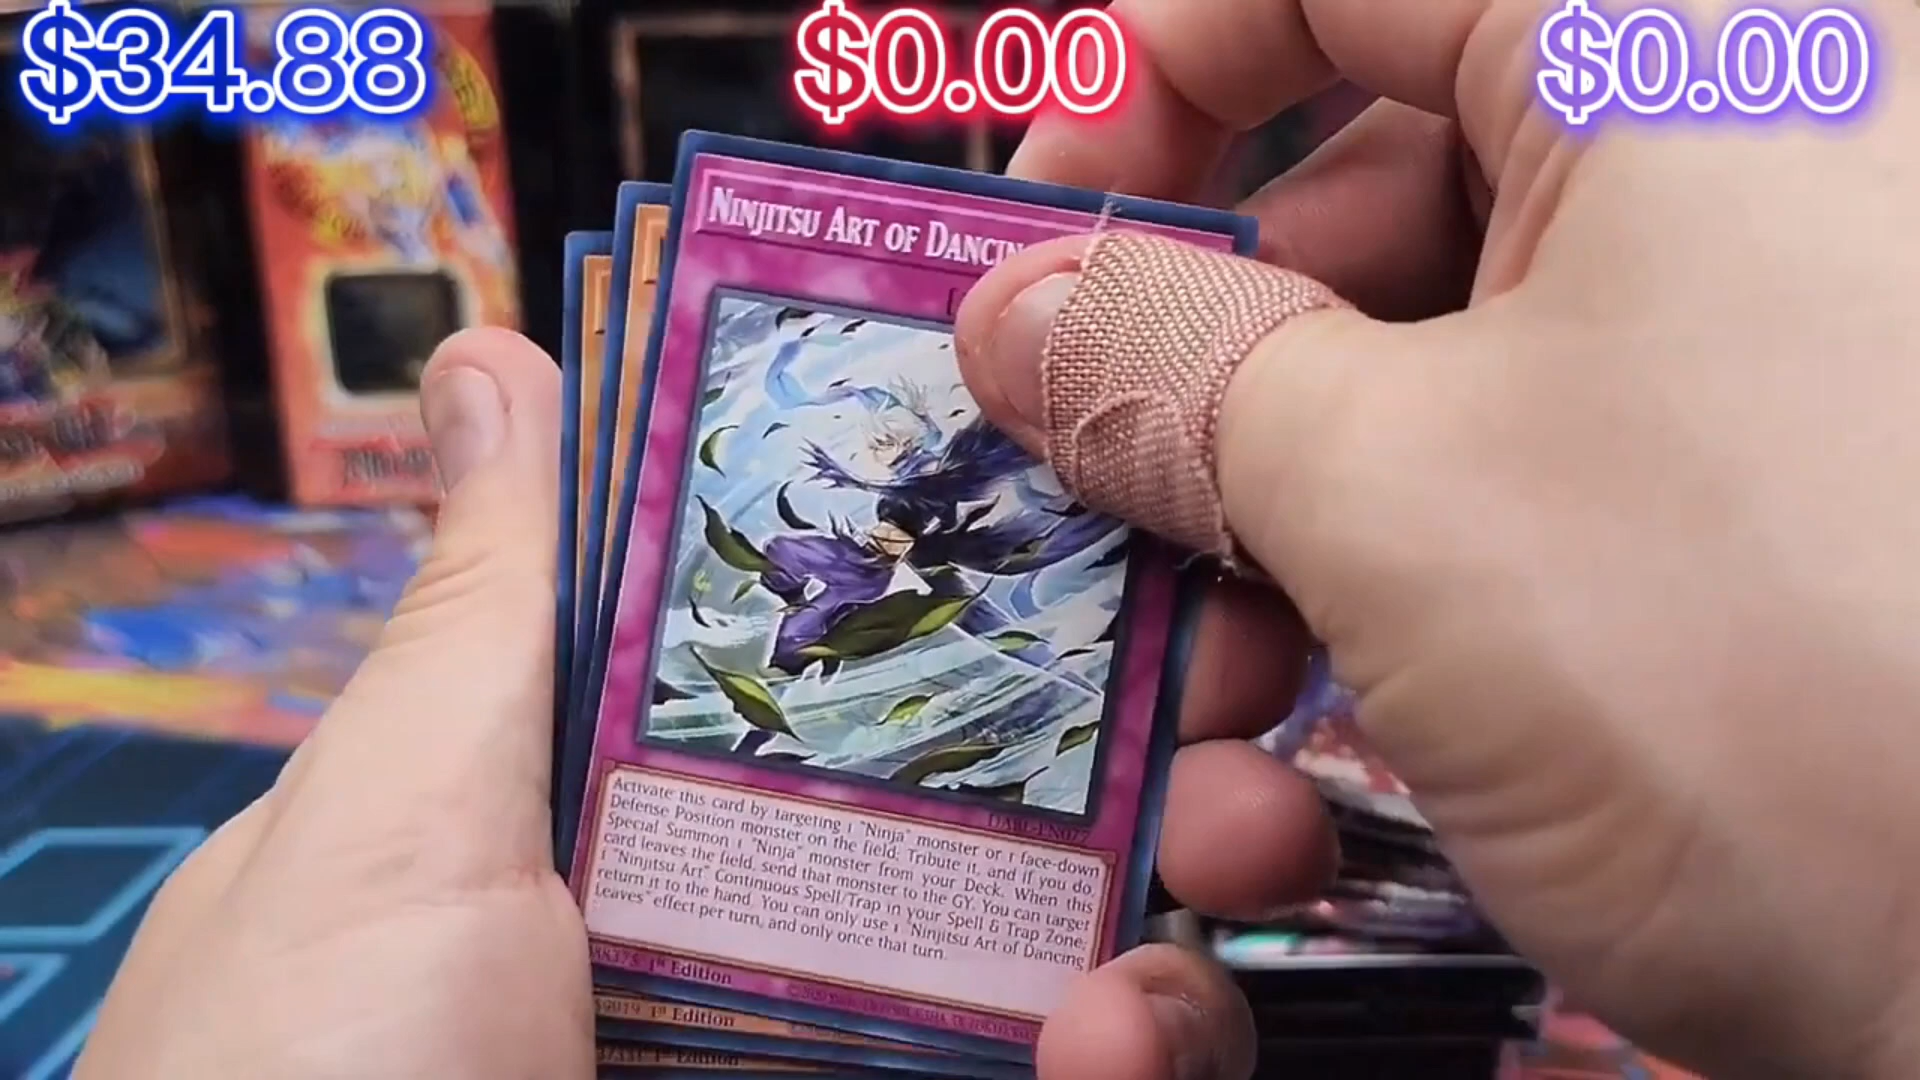 $34.88
$0.00
$0.00
Ninjitsu Art of
Activate this card by targeting 1 "Ninja" monster or 1 face-down
Defense Position monster on the field; Tribute it, and if you do,
Special Summon 1 "Ninja" monster from your Deck. When this
card leaves the field, send that monster to the GY. You can target
1 "Ninjitsu Art" Continuous Spell/Trap in your Spell & Trap Zone;
return it to the hand. You can only use 1 "Ninjitsu Art of Dancing
Leaves" effect per turn, and only once that turn.
1st Edition
1st Edition
1st Edition